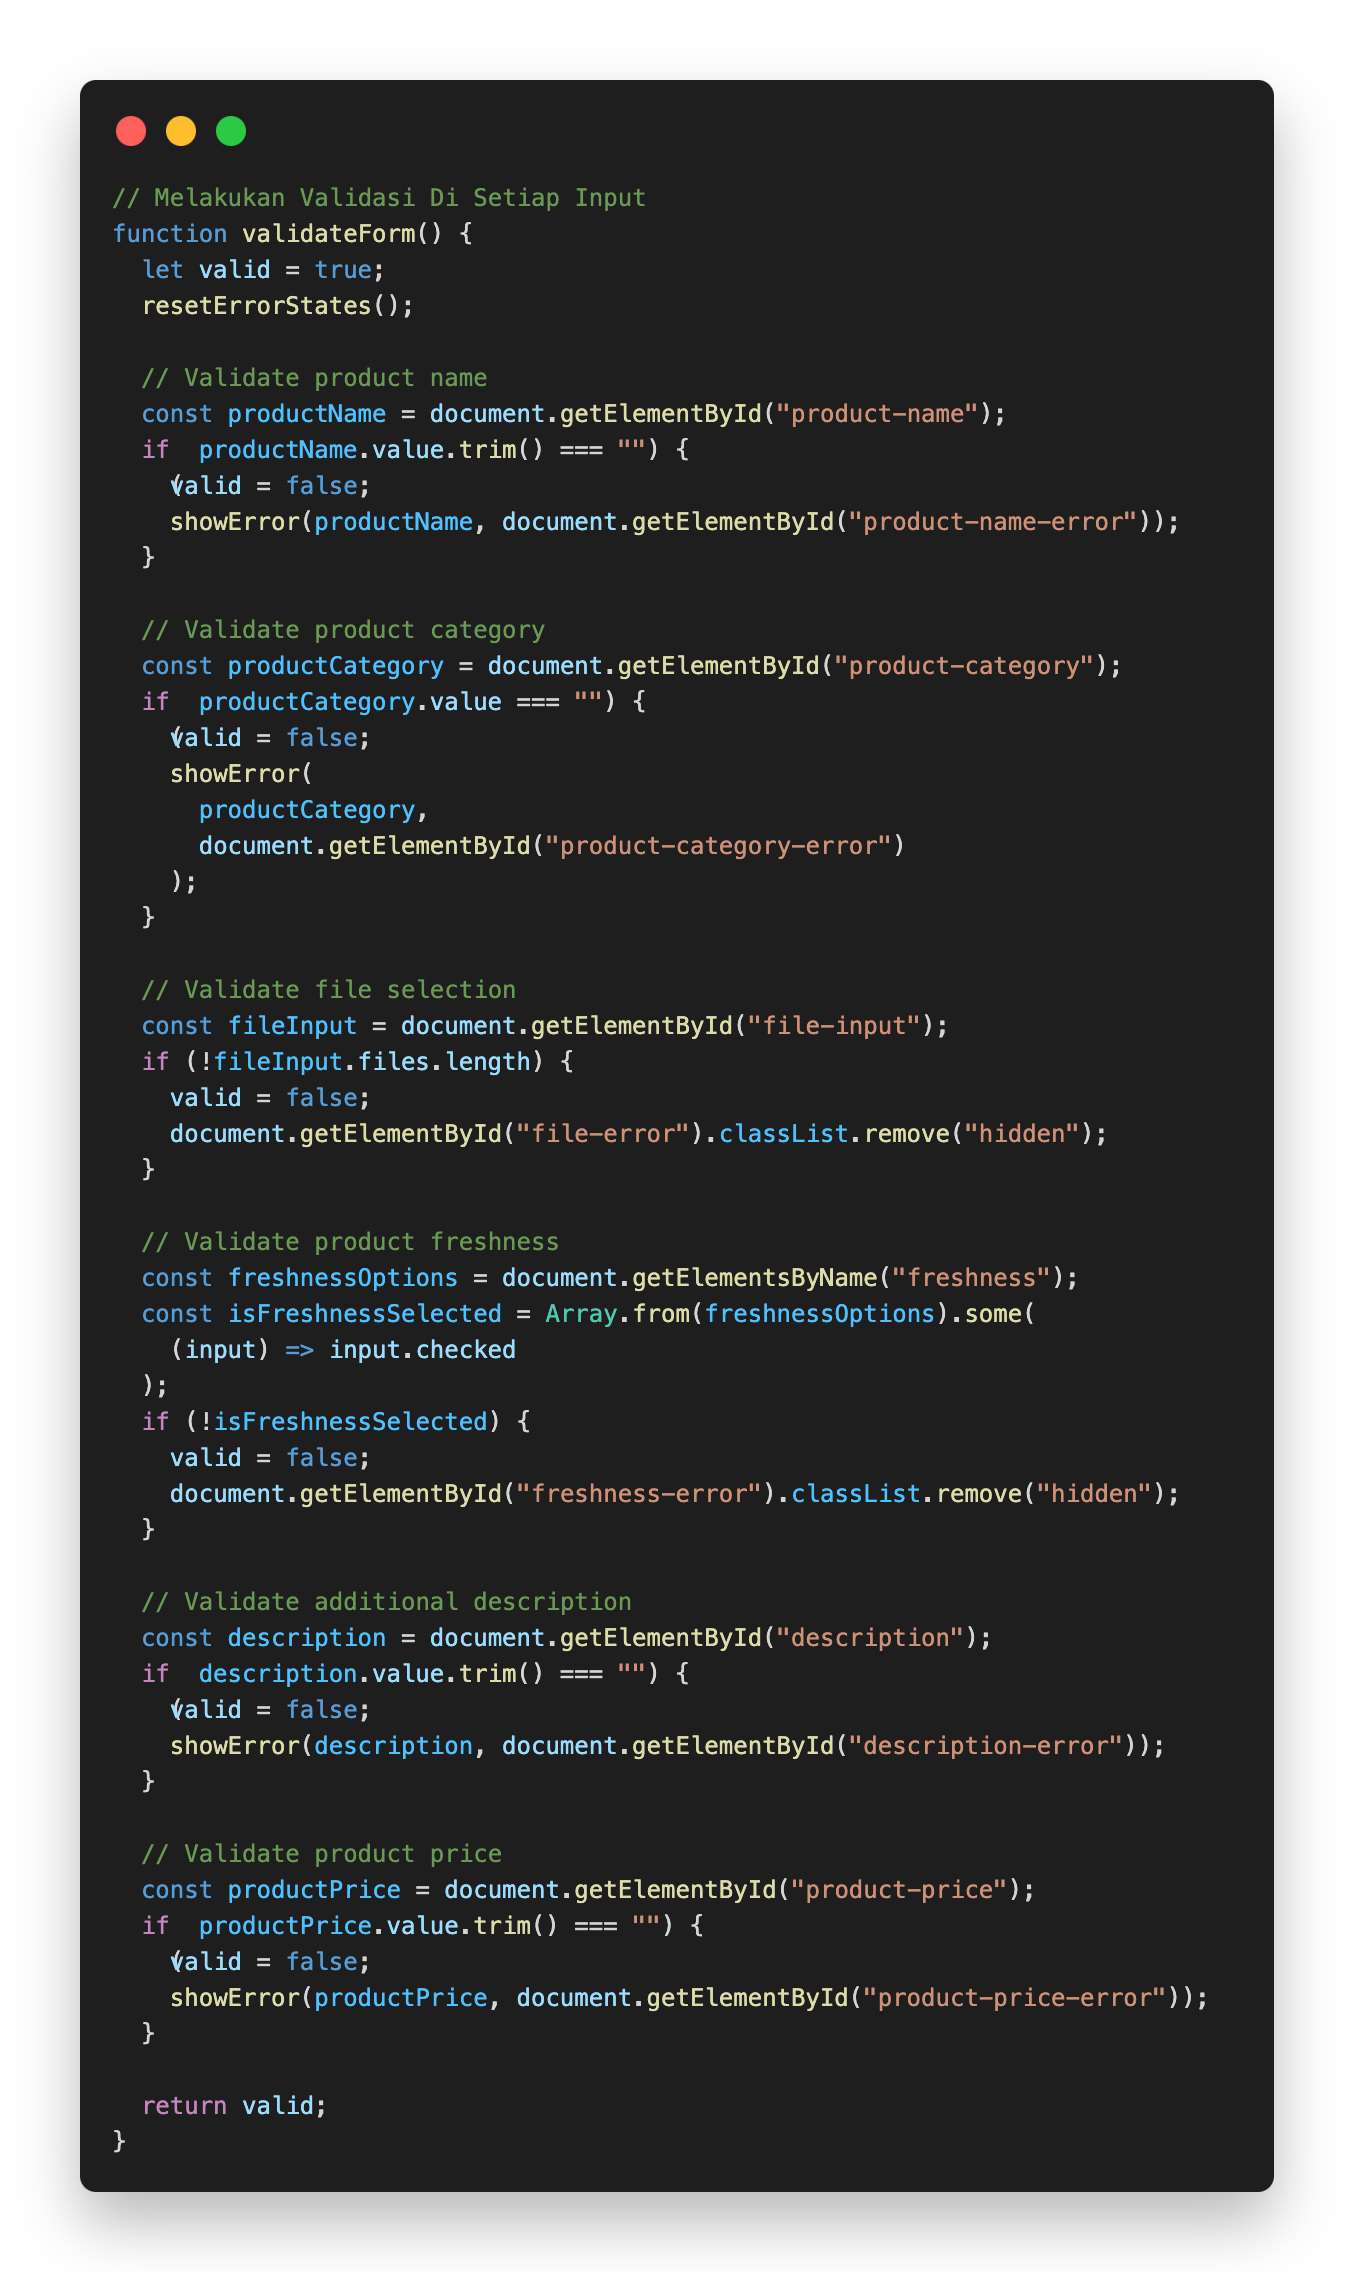 // Melakukan Validasi Di Setiap Input
function validateForm() {
  let valid = true;
  resetErrorStates();

  // Validate product name
  const productName = document.getElementById("product-name");
  if (productName.value.trim() === "") {
    valid = false;
    showError(productName, document.getElementById("product-name-error"));
  }

  // Validate product category
  const productCategory = document.getElementById("product-category");
  if (productCategory.value === "") {
    valid = false;
    showError(
      productCategory,
      document.getElementById("product-category-error")
    );
  }

  // Validate file selection
  const fileInput = document.getElementById("file-input");
  if (!fileInput.files.length) {
    valid = false;
    document.getElementById("file-error").classList.remove("hidden");
  }

  // Validate product freshness
  const freshnessOptions = document.getElementsByName("freshness");
  const isFreshnessSelected = Array.from(freshnessOptions).some(
    (input) => input.checked
  );
  if (!isFreshnessSelected) {
    valid = false;
    document.getElementById("freshness-error").classList.remove("hidden");
  }

  // Validate additional description
  const description = document.getElementById("description");
  if (description.value.trim() === "") {
    valid = false;
    showError(description, document.getElementById("description-error"));
  }

  // Validate product price
  const productPrice = document.getElementById("product-price");
  if (productPrice.value.trim() === "") {
    valid = false;
    showError(productPrice, document.getElementById("product-price-error"));
  }

  return valid;
}